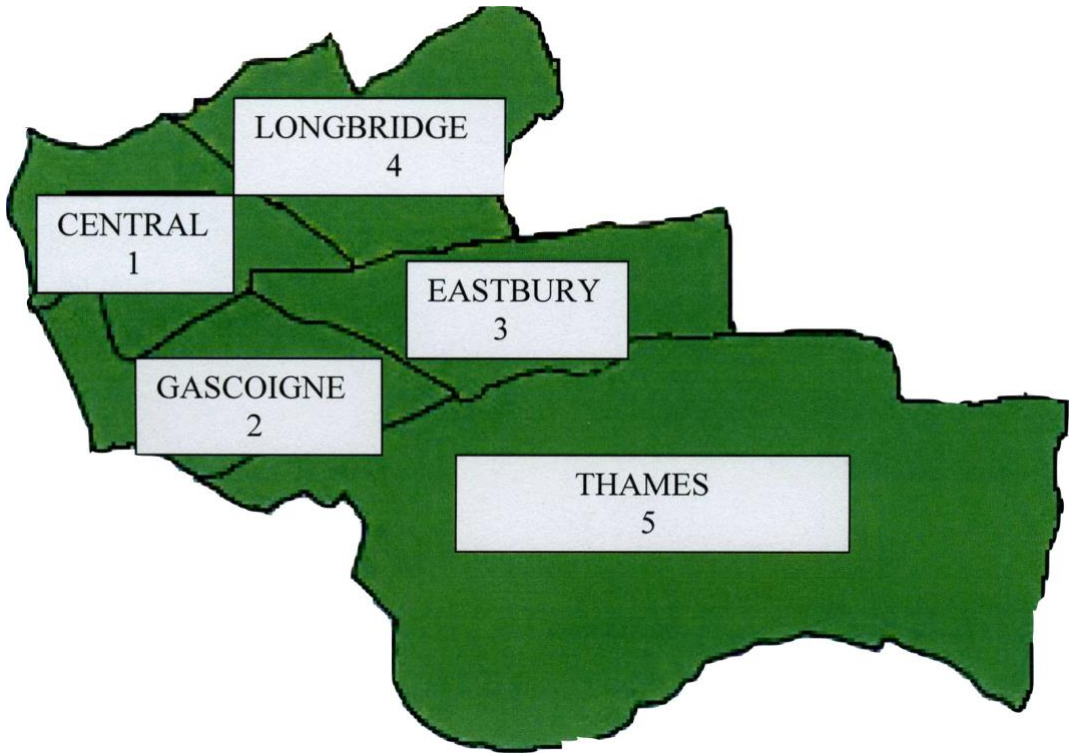 LONGBRIDGE
4
CENTRAL
1
EASTBURY
3
GASCOIGNE
2
THAMES
5